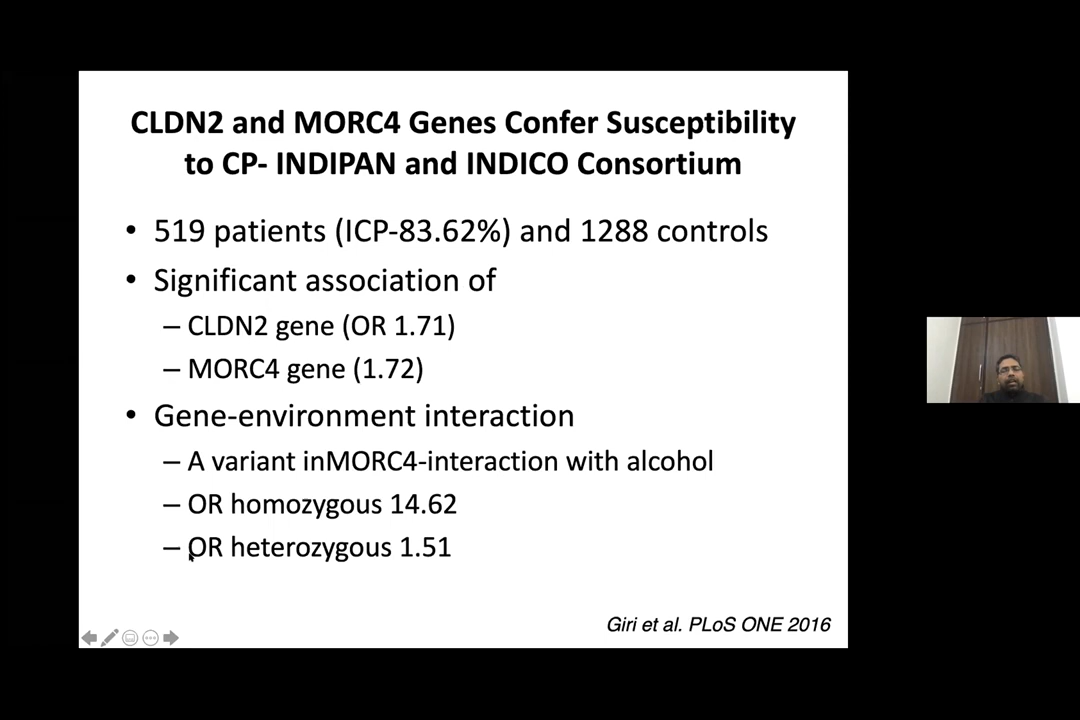 CLDN2 and MORC4 Genes Confer Susceptibility
to CP- INDIPAN and INDICO Consortium
• 519 patients (ICP-83.62%) and 1288 controls
• Significant association of
– CLDN2 gene (OR 1.71)
– MORC4 gene (1.72)
• Gene-environment interaction
– A variant inMORC4-interaction with alcohol
– OR homozygous 14.62
– OR heterozygous 1.51
Giri et al. PLoS ONE 2016